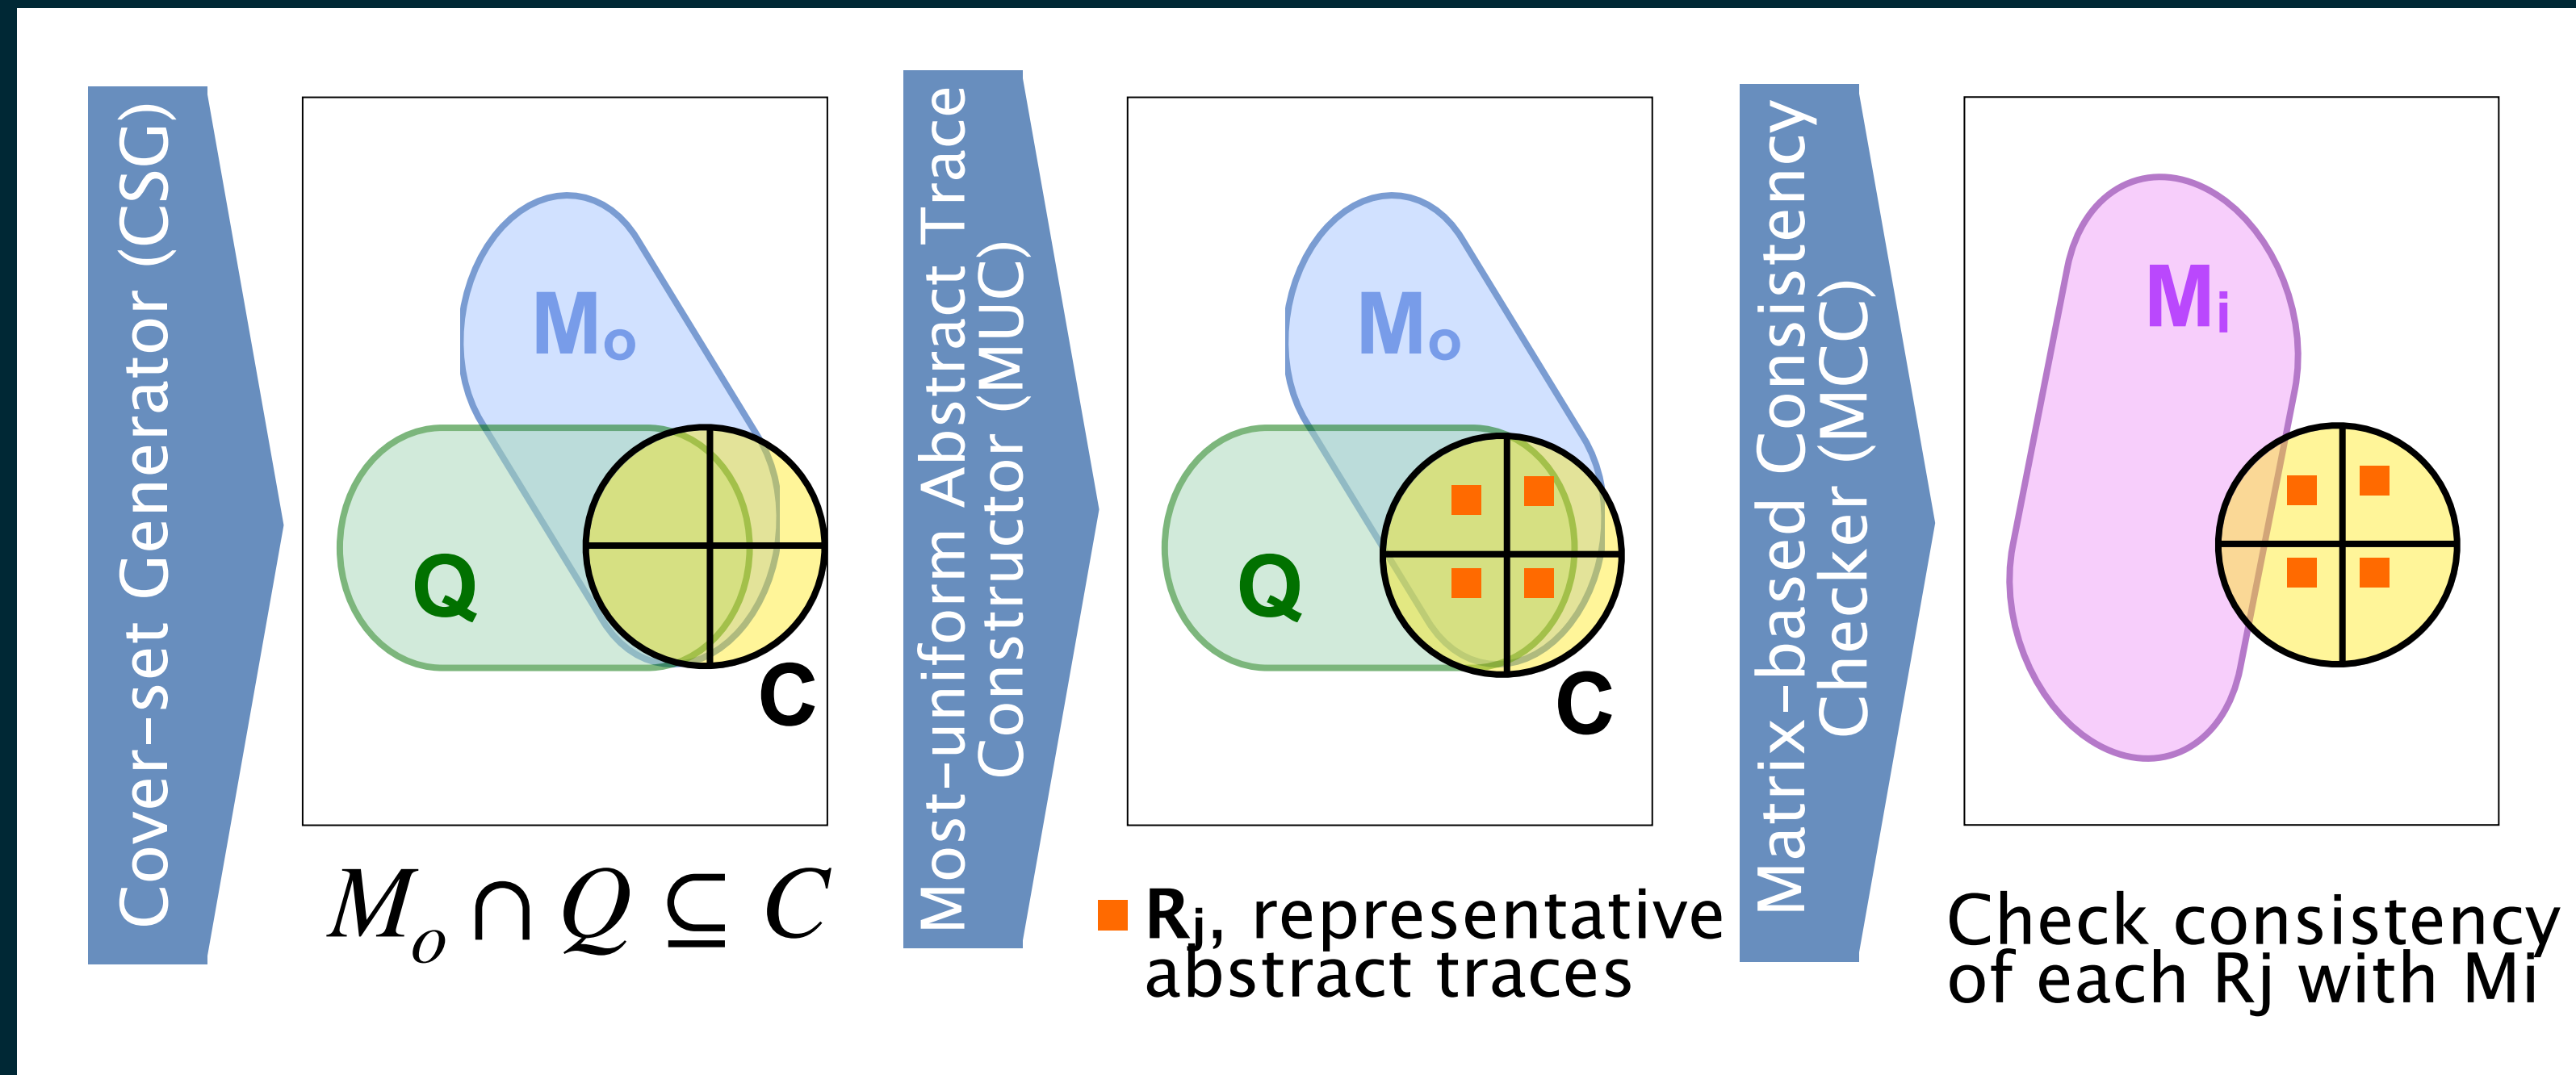 Cover-set Generator (CSG)
Mo
Q
C
Mo ∩ Q ⊆ C
Most-uniform Abstract Trace
Constructor (MUC)
Mo
Q
C
Rj, representative
abstract traces
Matrix-based Consistency
Checker (MCC)
Mi
Check consistency
of each Rj with Mi